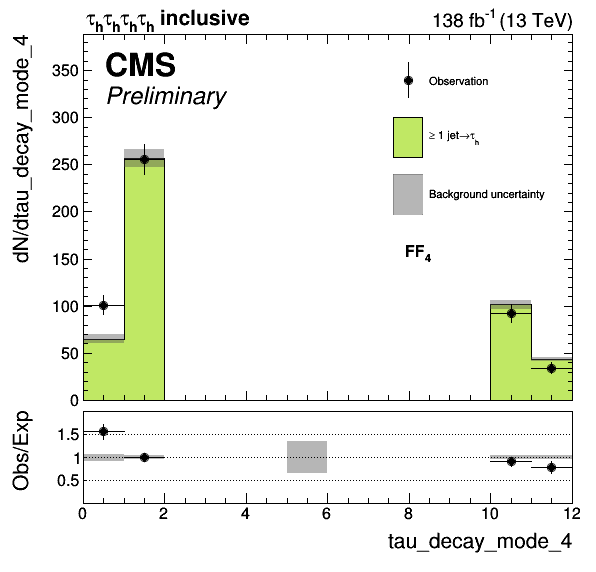 τₕτₕτₕτₕ inclusive
138 fb⁻¹ (13 TeV)
CMS
Preliminary
Observation
≥ 1 jet→τₕ
Background uncertainty
FF₄
dN/dtau_decay_mode_4
350
300
250
200
150
100
50
0
Obs/Exp
1.5
1
0.5
0 2 4 6 8 10 12
tau_decay_mode_4